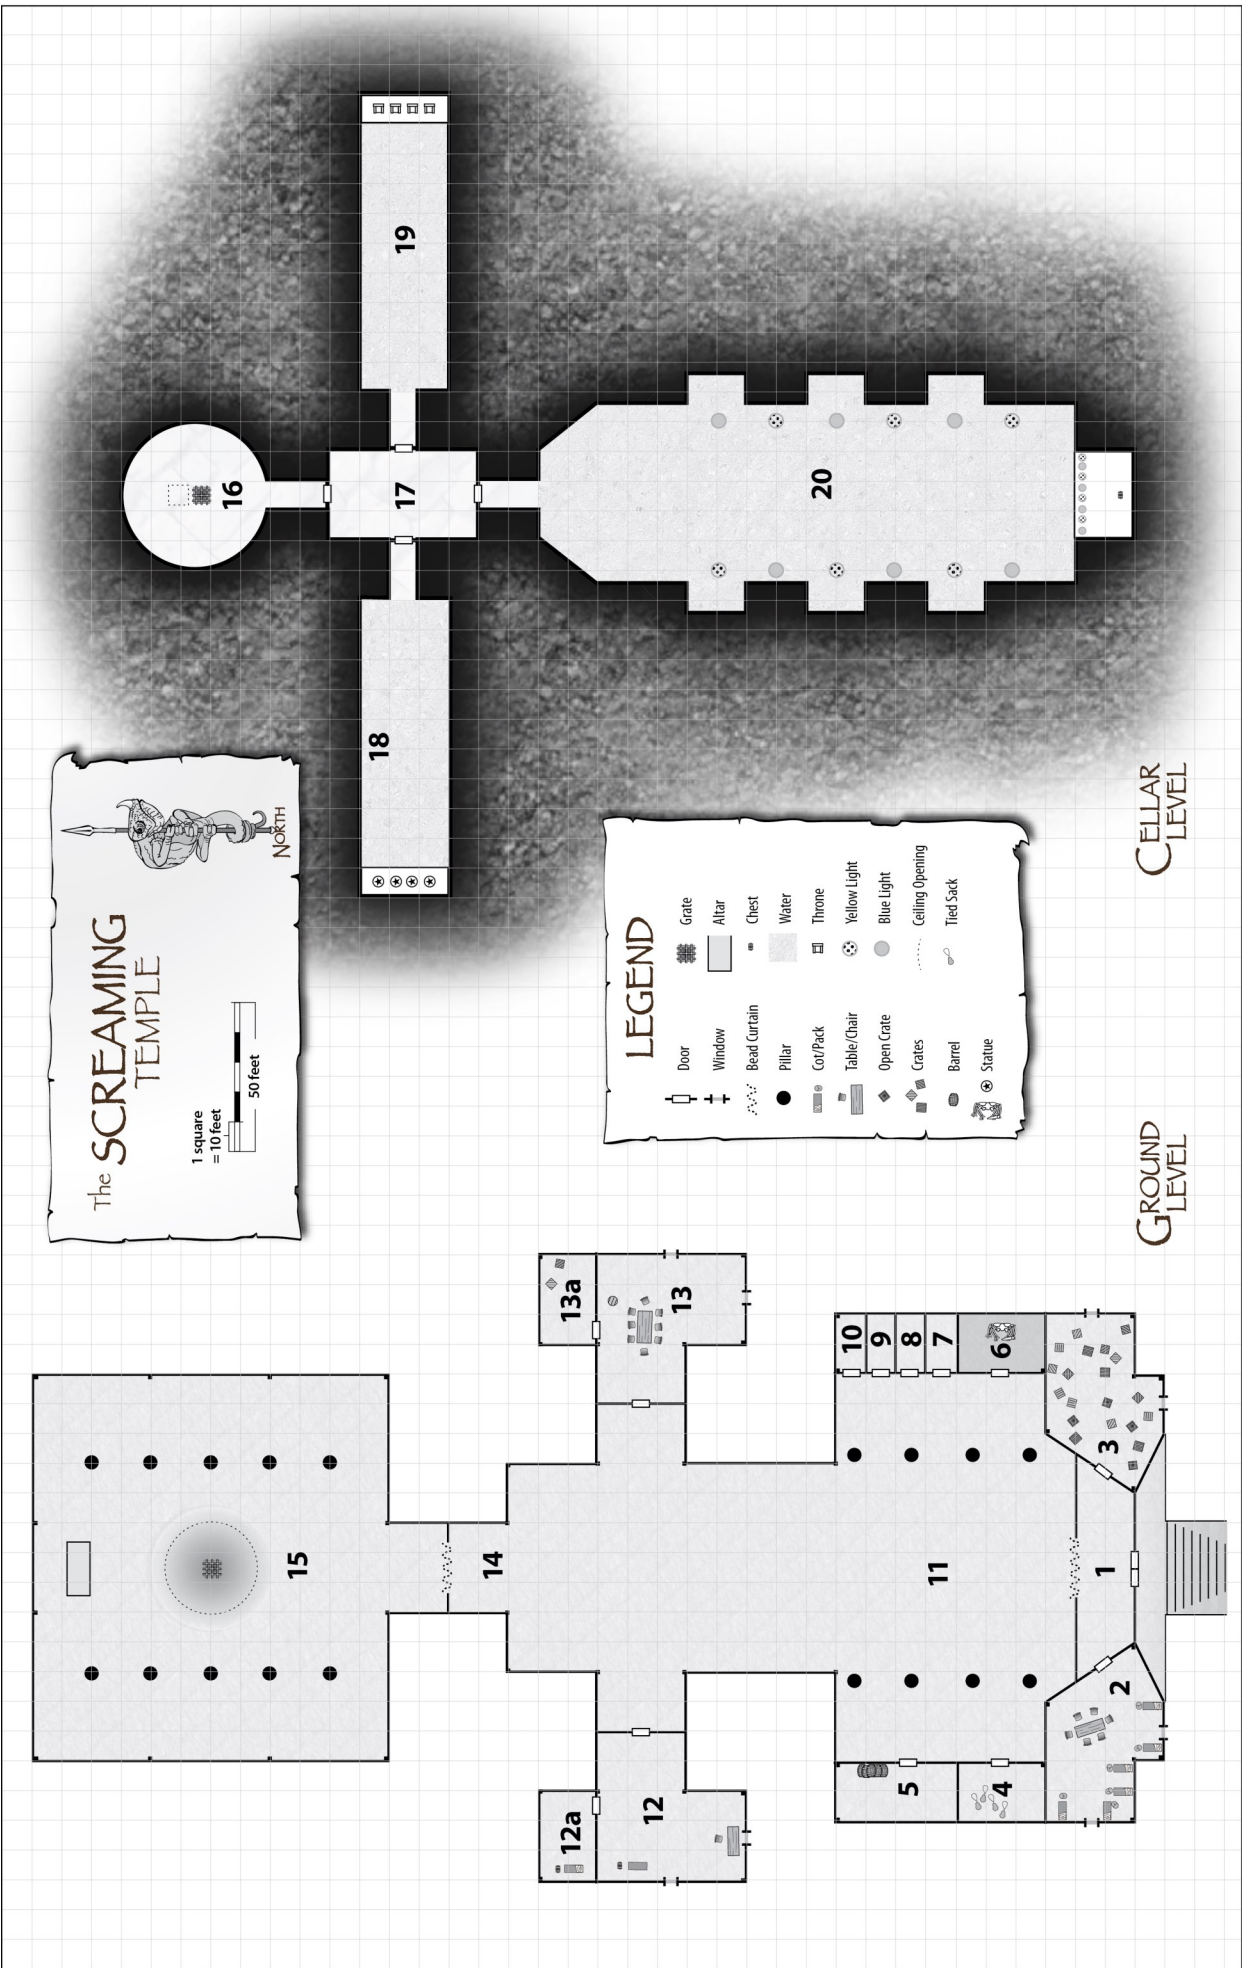 The SCREAMING
TEMPLE
1 square
= 10 feet
50 feet
NORTH
LEGEND
Door
Window
Bead Curtain
Pillar
Cot/Pack
Table/Chair
Open Crate
Crates
Barrel
Statue
Grate
Altar
Chest
Water
Throne
Yellow Light
Blue Light
Ceiling Opening
Tied Sack
GROUND
LEVEL
CELLAR
LEVEL
1
2
3
4
5
6
7
8
9
10
11
12
12a
13
13a
14
15
16
17
18
19
20